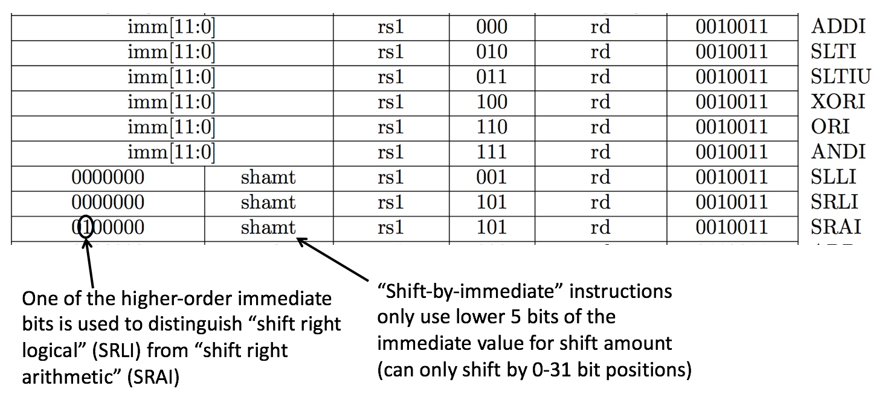 imm[11:0] rs1 000 rd 0010011 ADDI
imm[11:0] rs1 010 rd 0010011 SLTI
imm[11:0] rs1 011 rd 0010011 SLTIU
imm[11:0] rs1 100 rd 0010011 XORI
imm[11:0] rs1 110 rd 0010011 ORI
imm[11:0] rs1 111 rd 0010011 ANDI
0000000 shamt rs1 001 rd 0010011 SLLI
0000000 shamt rs1 101 rd 0010011 SRLI
0100000 shamt rs1 101 rd 0010011 SRAI
One of the higher-order immediate
bits is used to distinguish “shift right
logical” (SRLI) from “shift right
arithmetic” (SRAI)
“Shift-by-immediate” instructions
only use lower 5 bits of the
immediate value for shift amount
(can only shift by 0-31 bit positions)